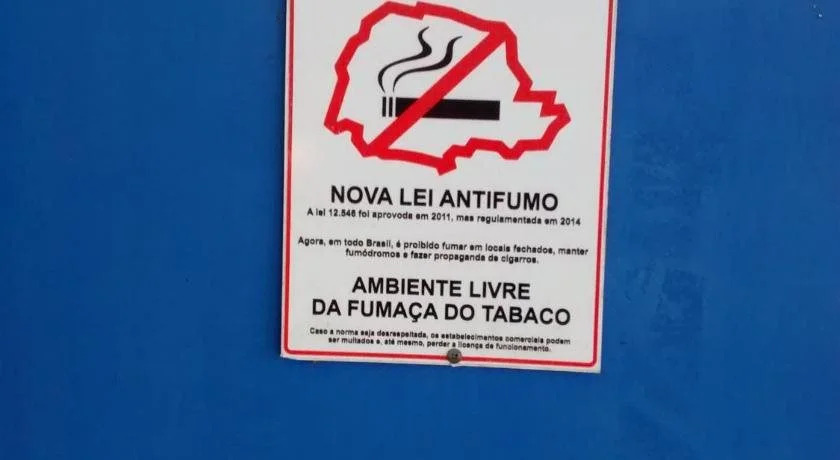 NOVA LEI ANTIFUMO
A lei 12.546 foi aprovoda em 2011, mas regulamentada em 2014
Agora, em todo Brasil, é proibido fumar em locais fechados, manter
fumódromos e fazer propaganda de cigarros.
AMBIENTE LIVRE
DA FUMAÇA DO TABACO
Caso a norma seja desrespeitada, os estabelecimentos comerciais podem
ser multados e, até mesmo, perder a licença de funcionamento.